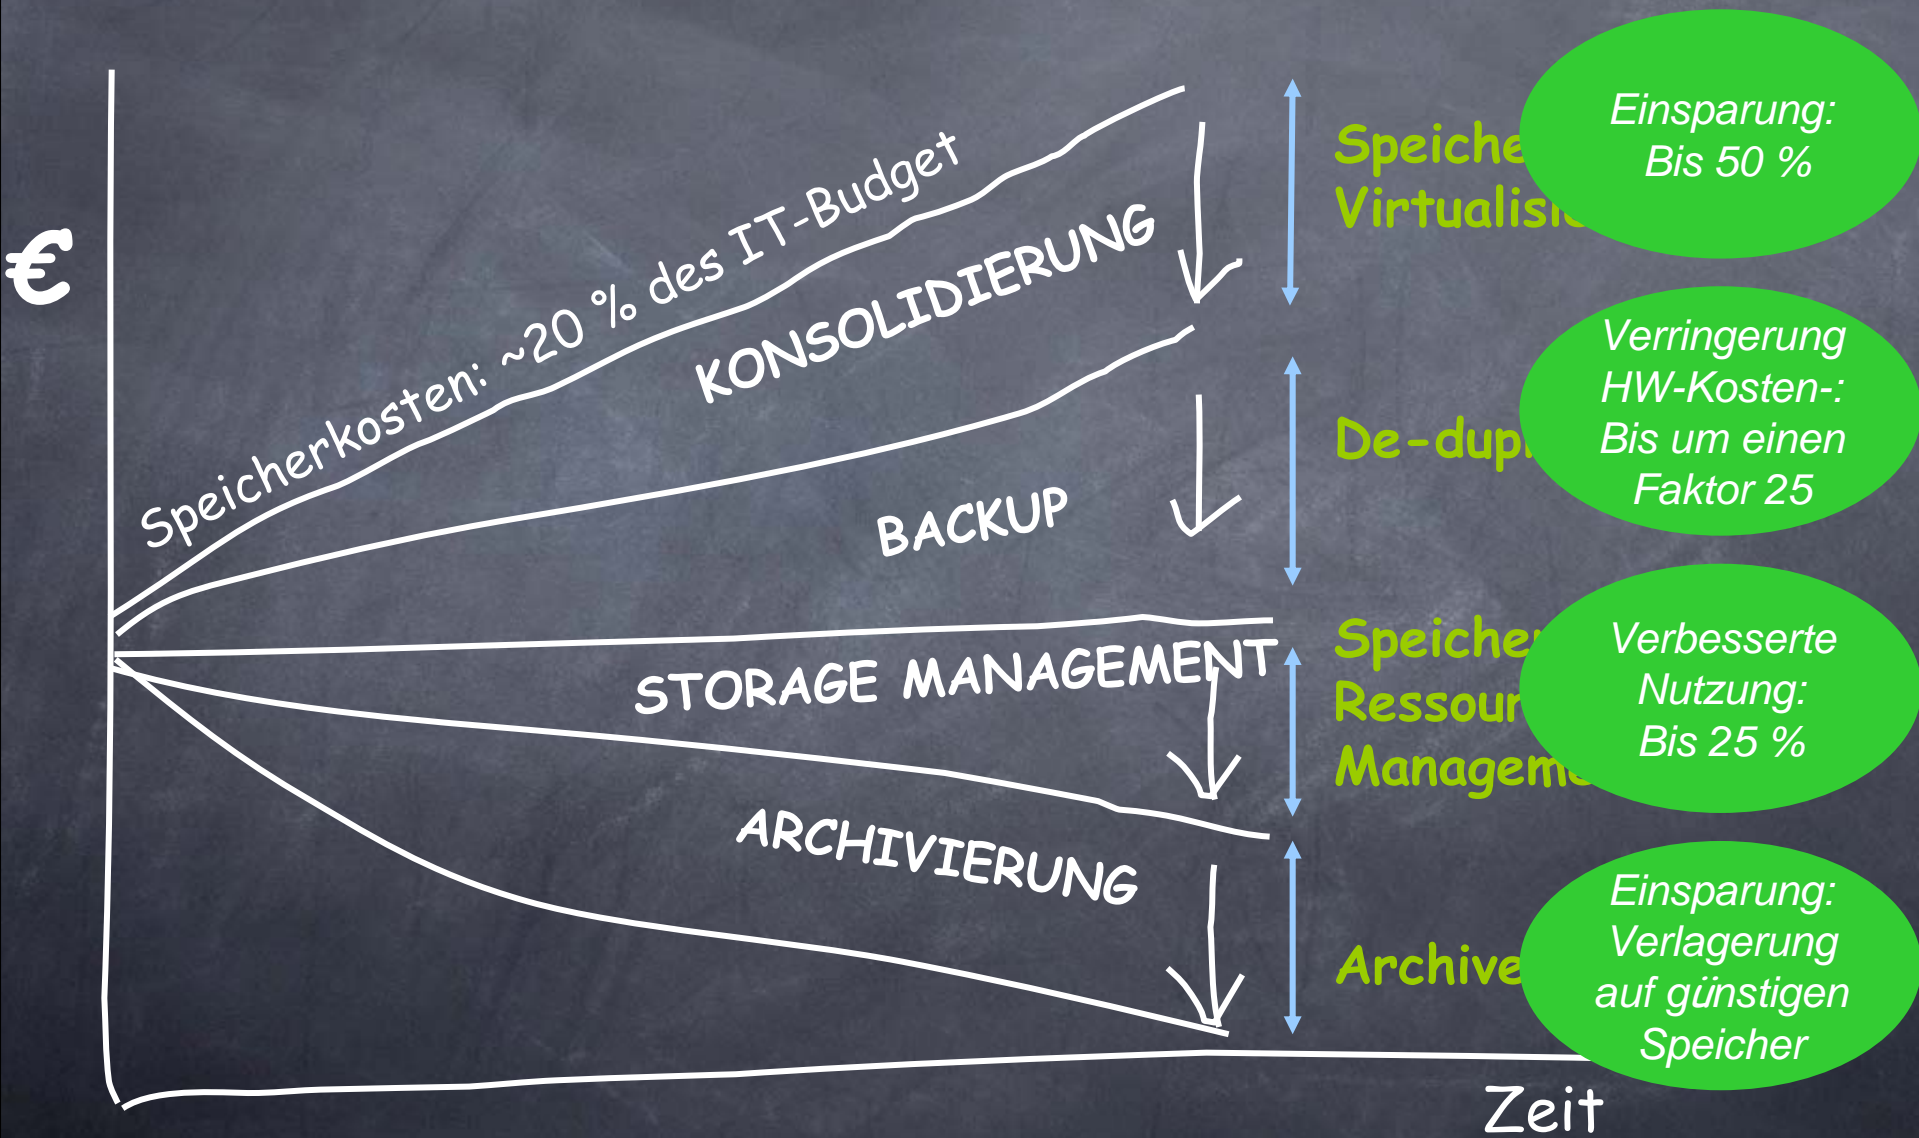 €
Speicherkosten: ~20 % des IT-Budget
KONSOLIDIERUNG
BACKUP
STORAGE MANAGEMENT
ARCHIVIERUNG
Zeit
Einsparung:
Bis 50 %
Verringerung
HW-Kosten-:
Bis um einen
Faktor 25
Verbesserte
Nutzung:
Bis 25 %
Einsparung:
Verlagerung
auf günstigen
Speicher